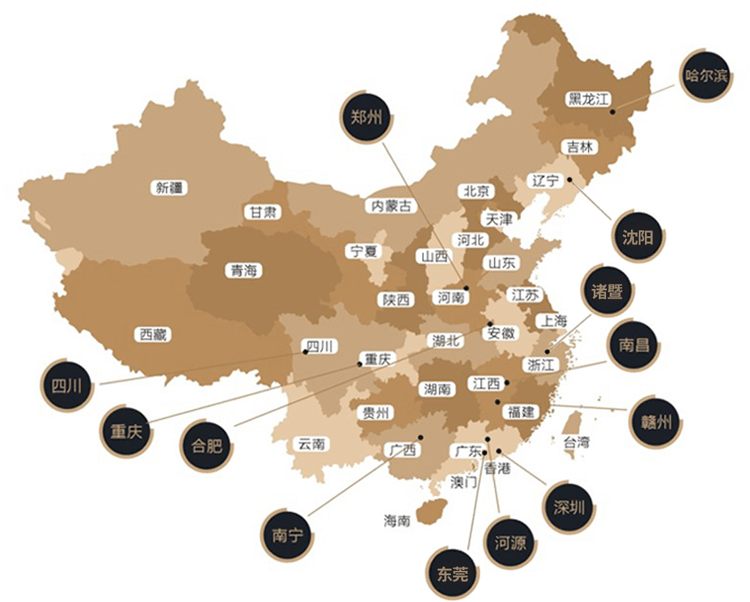 哈尔滨
黑龙江
郑州
吉林
辽宁
新疆
北京
内蒙古
甘肃
天津
沈阳
河北
宁夏
山西
山东
青海
诸暨
江苏
陕西
河南
上海
西藏
安徽
湖北
四川
南昌
重庆
浙江
四川
江西
湖南
贵州
福建
赣州
重庆
台湾
云南
合肥
广西
广东
香港
澳门
深圳
海南
南宁
河源
东莞